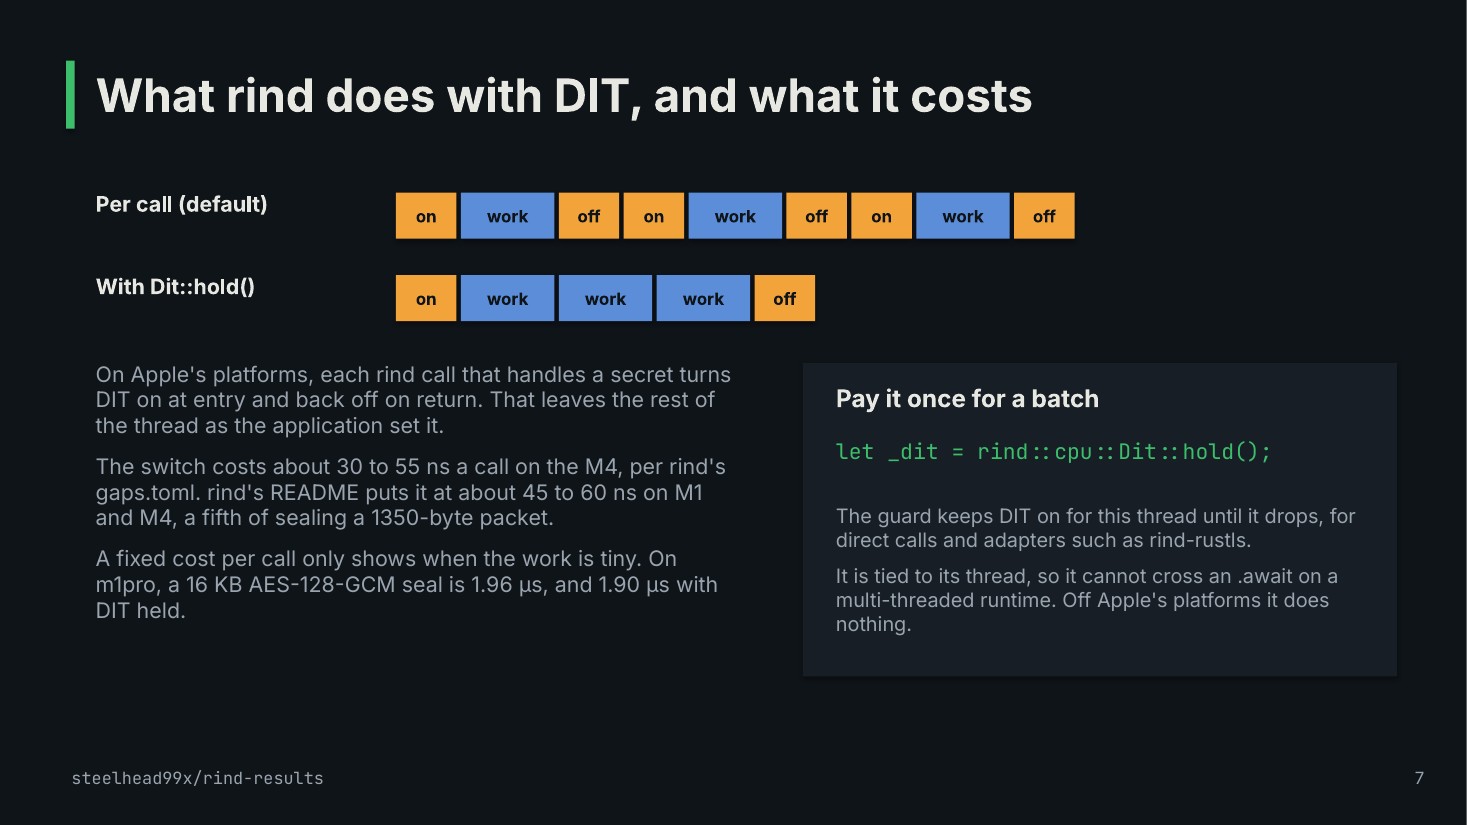 What rind does with DIT, and what it costs
Per call (default)
on work off on work off on work off
With Dit::hold()
on work work work off
On Apple's platforms, each rind call that handles a secret turns
DIT on at entry and back off on return. That leaves the rest of
the thread as the application set it.
The switch costs about 30 to 55 ns a call on the M4, per rind's
gaps.toml. rind's README puts it at about 45 to 60 ns on M1
and M4, a fifth of sealing a 1350-byte packet.
A fixed cost per call only shows when the work is tiny. On
m1pro, a 16 KB AES-128-GCM seal is 1.96 µs, and 1.90 µs with
DIT held.
Pay it once for a batch
let _dit = rind::cpu::Dit::hold();
The guard keeps DIT on for this thread until it drops, for
direct calls and adapters such as rind-rustls.
It is tied to its thread, so it cannot cross an .await on a
multi-threaded runtime. Off Apple's platforms it does
nothing.
steelhead99x/rind-results
7